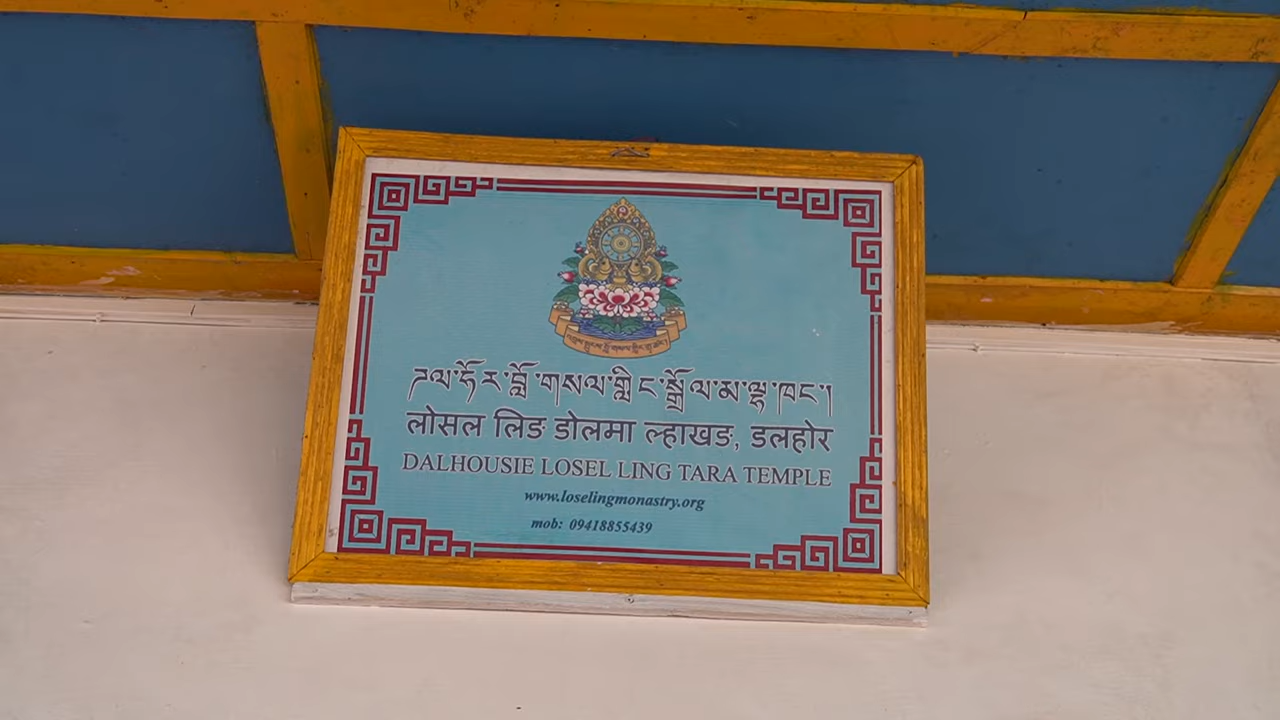 ཌལ་ཧོར་བློ་གསལ་གླིང་སྒྲོལ་མ་ལྷ་ཁང་།
लोसल लिङ डोलमा ल्हाखङ, डलहोर
DALHOUSIE LOSEL LING TARA TEMPLE
www.loselingmonastry.org
mob: 09418855439